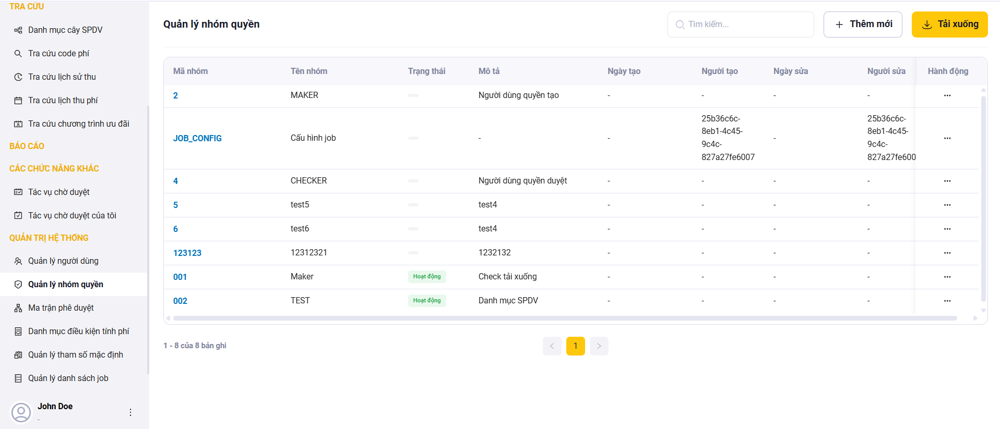 TRA CỨU
Danh mục cây SPDV
Tra cứu code phí
Tra cứu lịch sử thu
Tra cứu lịch thu phí
Tra cứu chương trình ưu đãi
BÁO CÁO
CÁC CHỨC NĂNG KHÁC
Tác vụ chờ duyệt
Tác vụ chờ duyệt của tôi
QUẢN TRỊ HỆ THỐNG
Quản lý người dùng
Quản lý nhóm quyền
Ma trận phê duyệt
Danh mục điều kiện tính phí
Quản lý tham số mặc định
Quản lý danh sách job
John Doe
-
Quản lý nhóm quyền
Tìm kiếm...
Thêm mới
Tải xuống
Mã nhóm Tên nhóm Trạng thái Mô tả Ngày tạo Người tạo Ngày sửa Người sửa Hành động
2 MAKER Người dùng quyền tạo - - - -
JOB_CONFIG Cấu hình job - - 25b36c6c- - 25b36c6c-
8eb1-4c45- 8eb1-4c45-
9c4c- 9c4c-
827a27fe6007 827a27fe600
4 CHECKER Người dùng quyền duyệt - - - -
5 test5 test4 - - - -
6 test6 test4 - - - -
123123 12312321 1232132 - - - -
001 Maker Hoạt động Check tải xuống - - - -
002 TEST Hoạt động Danh mục SPDV - - - -
1 - 8 của 8 bản ghi
< 1 >